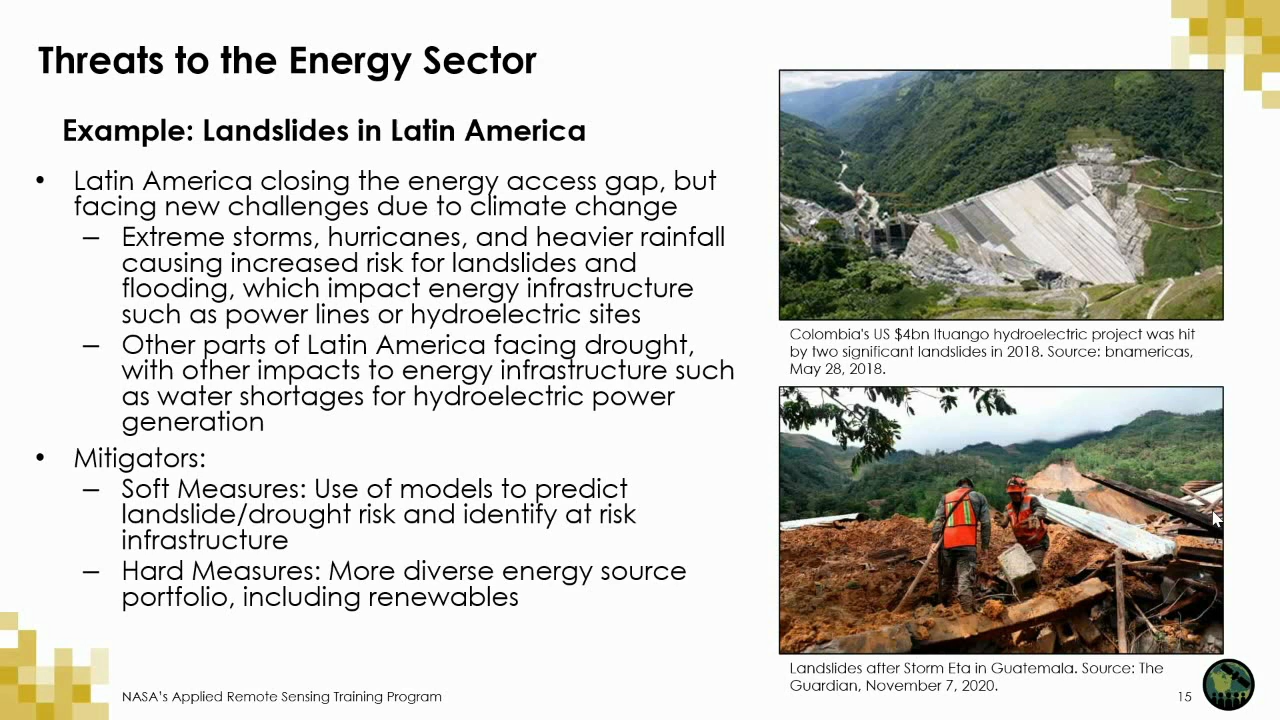 Threats to the Energy Sector
Example: Landslides in Latin America
• Latin America closing the energy access gap, but
facing new challenges due to climate change
– Extreme storms, hurricanes, and heavier rainfall
causing increased risk for landslides and
flooding, which impact energy infrastructure
such as power lines or hydroelectric sites
– Other parts of Latin America facing drought,
with other impacts to energy infrastructure such
as water shortages for hydroelectric power
generation
• Mitigators:
– Soft Measures: Use of models to predict
landslide/drought risk and identify at risk
infrastructure
– Hard Measures: More diverse energy source
portfolio, including renewables
Colombia's US $4bn Ituango hydroelectric project was hit
by two significant landslides in 2018. Source: bnamericas,
May 28, 2018.
Landslides after Storm Eta in Guatemala. Source: The
Guardian, November 7, 2020.
NASA's Applied Remote Sensing Training Program
15